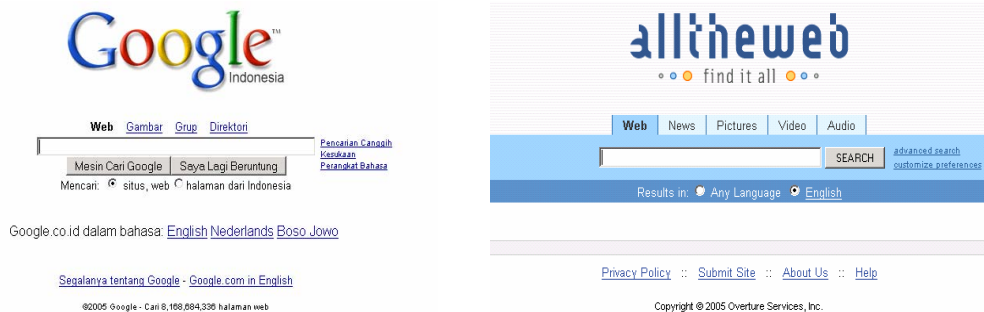 Google™
Indonesia
Web Gambar Grup Direktori
Pencarian Canggih
Kesukaan
Perangkat Bahasa
Mesin Cari Google Saya Lagi Beruntung
Mencari: situs, web halaman dari Indonesia
Google.co.id dalam bahasa: English Nederlands Boso Jowo
Segalanya tentang Google - Google.com in English
©2005 Google - Cari 8,168,684,336 halaman web
alltheweb
find it all
Web News Pictures Video Audio
SEARCH
advanced search
customize preferences
Results in: Any Language English
Privacy Policy :: Submit Site :: About Us :: Help
Copyright © 2005 Overture Services, Inc.